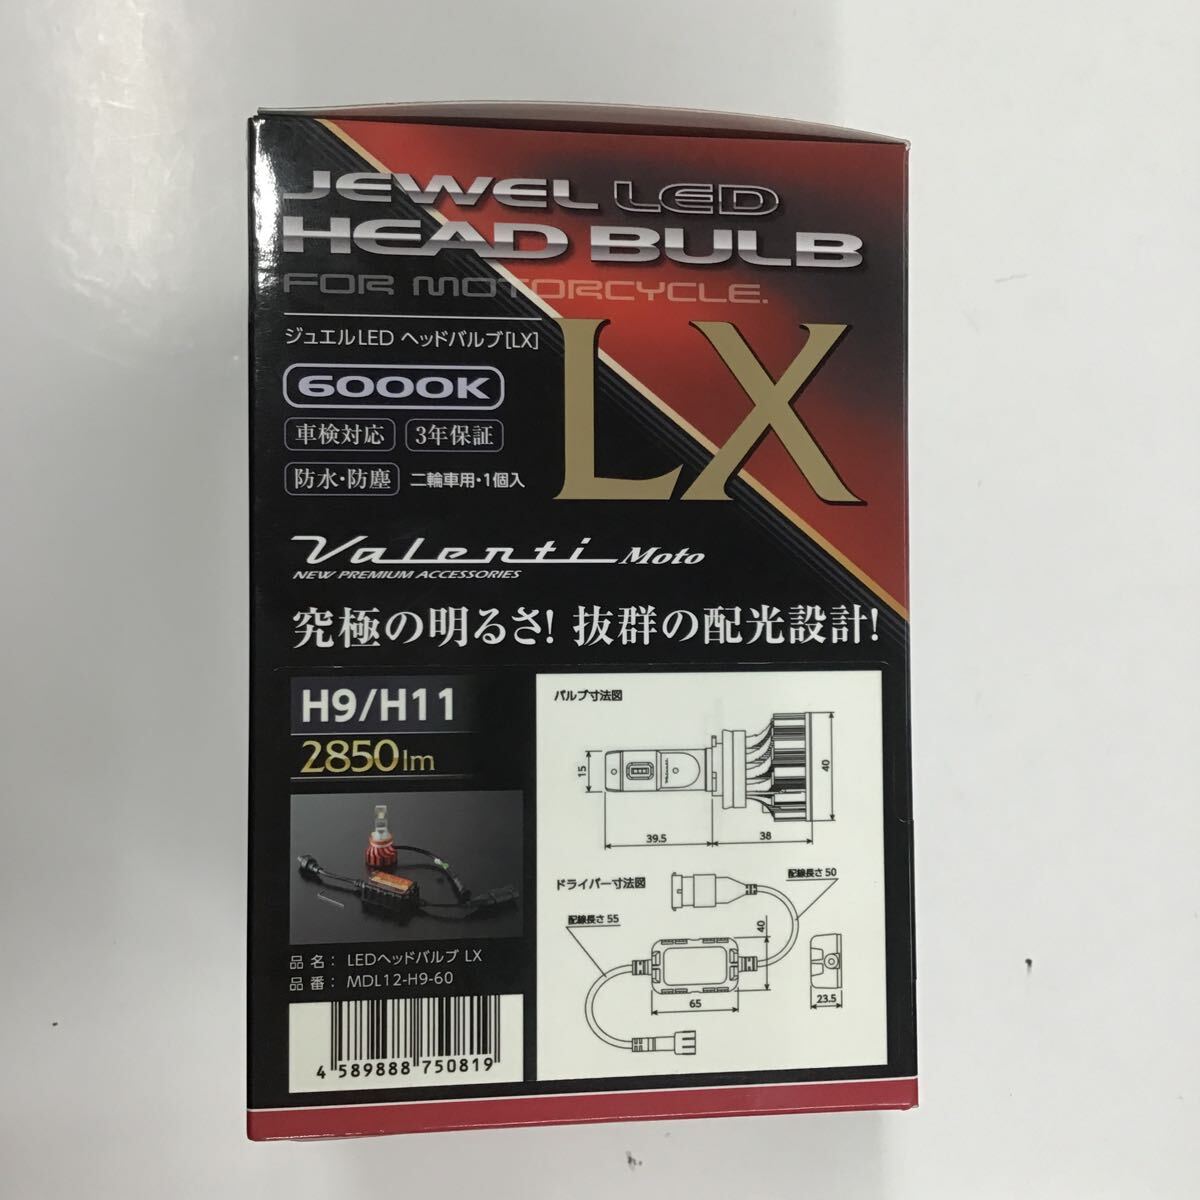 JEWEL LED
HEAD BULB
FOR MOTORCYCLE.
LX
ジュエルLED ヘッドバルブ[LX]
6000K
車検対応 3年保証
防水・防塵 二輪車用・1個入
Valenti Moto
NEW PREMIUM ACCESSORIES
究極の明るさ! 抜群の配光設計!
H9/H11
2850lm
品 名： LEDヘッドバルブ LX
品 番： MDL12-H9-60
4 589888 750819
バルブ寸法図
15
40
39.5
38
ドライバー寸法図
配線長さ 50
配線長さ 55
40
65
23.5